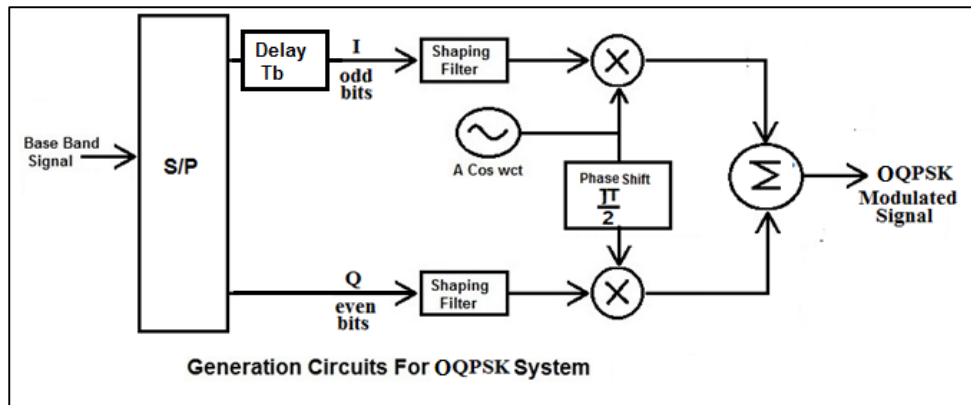 Base Band
Signal
S/P
Delay
Tb
I
odd
bits
Shaping
Filter
A Cos wct
Phase Shift
π
2
Σ
OQPSK
Modulated
Signal
Q
even
bits
Shaping
Filter
Generation Circuits For OQPSK System